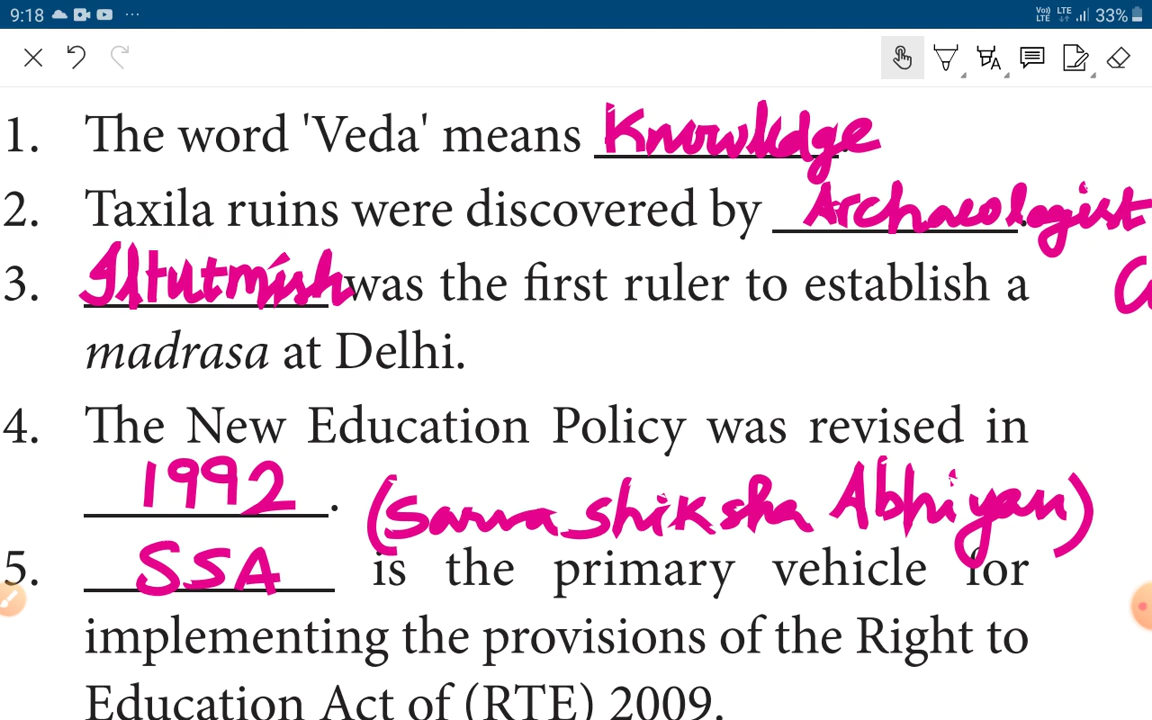 9:18 ... Vo)) LTE LTE 33%
1. The word 'Veda' means Knowledge.
2. Taxila ruins were discovered by Archaeologist
3. Iltutmish was the first ruler to establish a
madrasa at Delhi.
4. The New Education Policy was revised in
1992. (Sarva shiksha Abhiyan)
5. SSA is the primary vehicle for
implementing the provisions of the Right to
Education Act of (RTE) 2009.